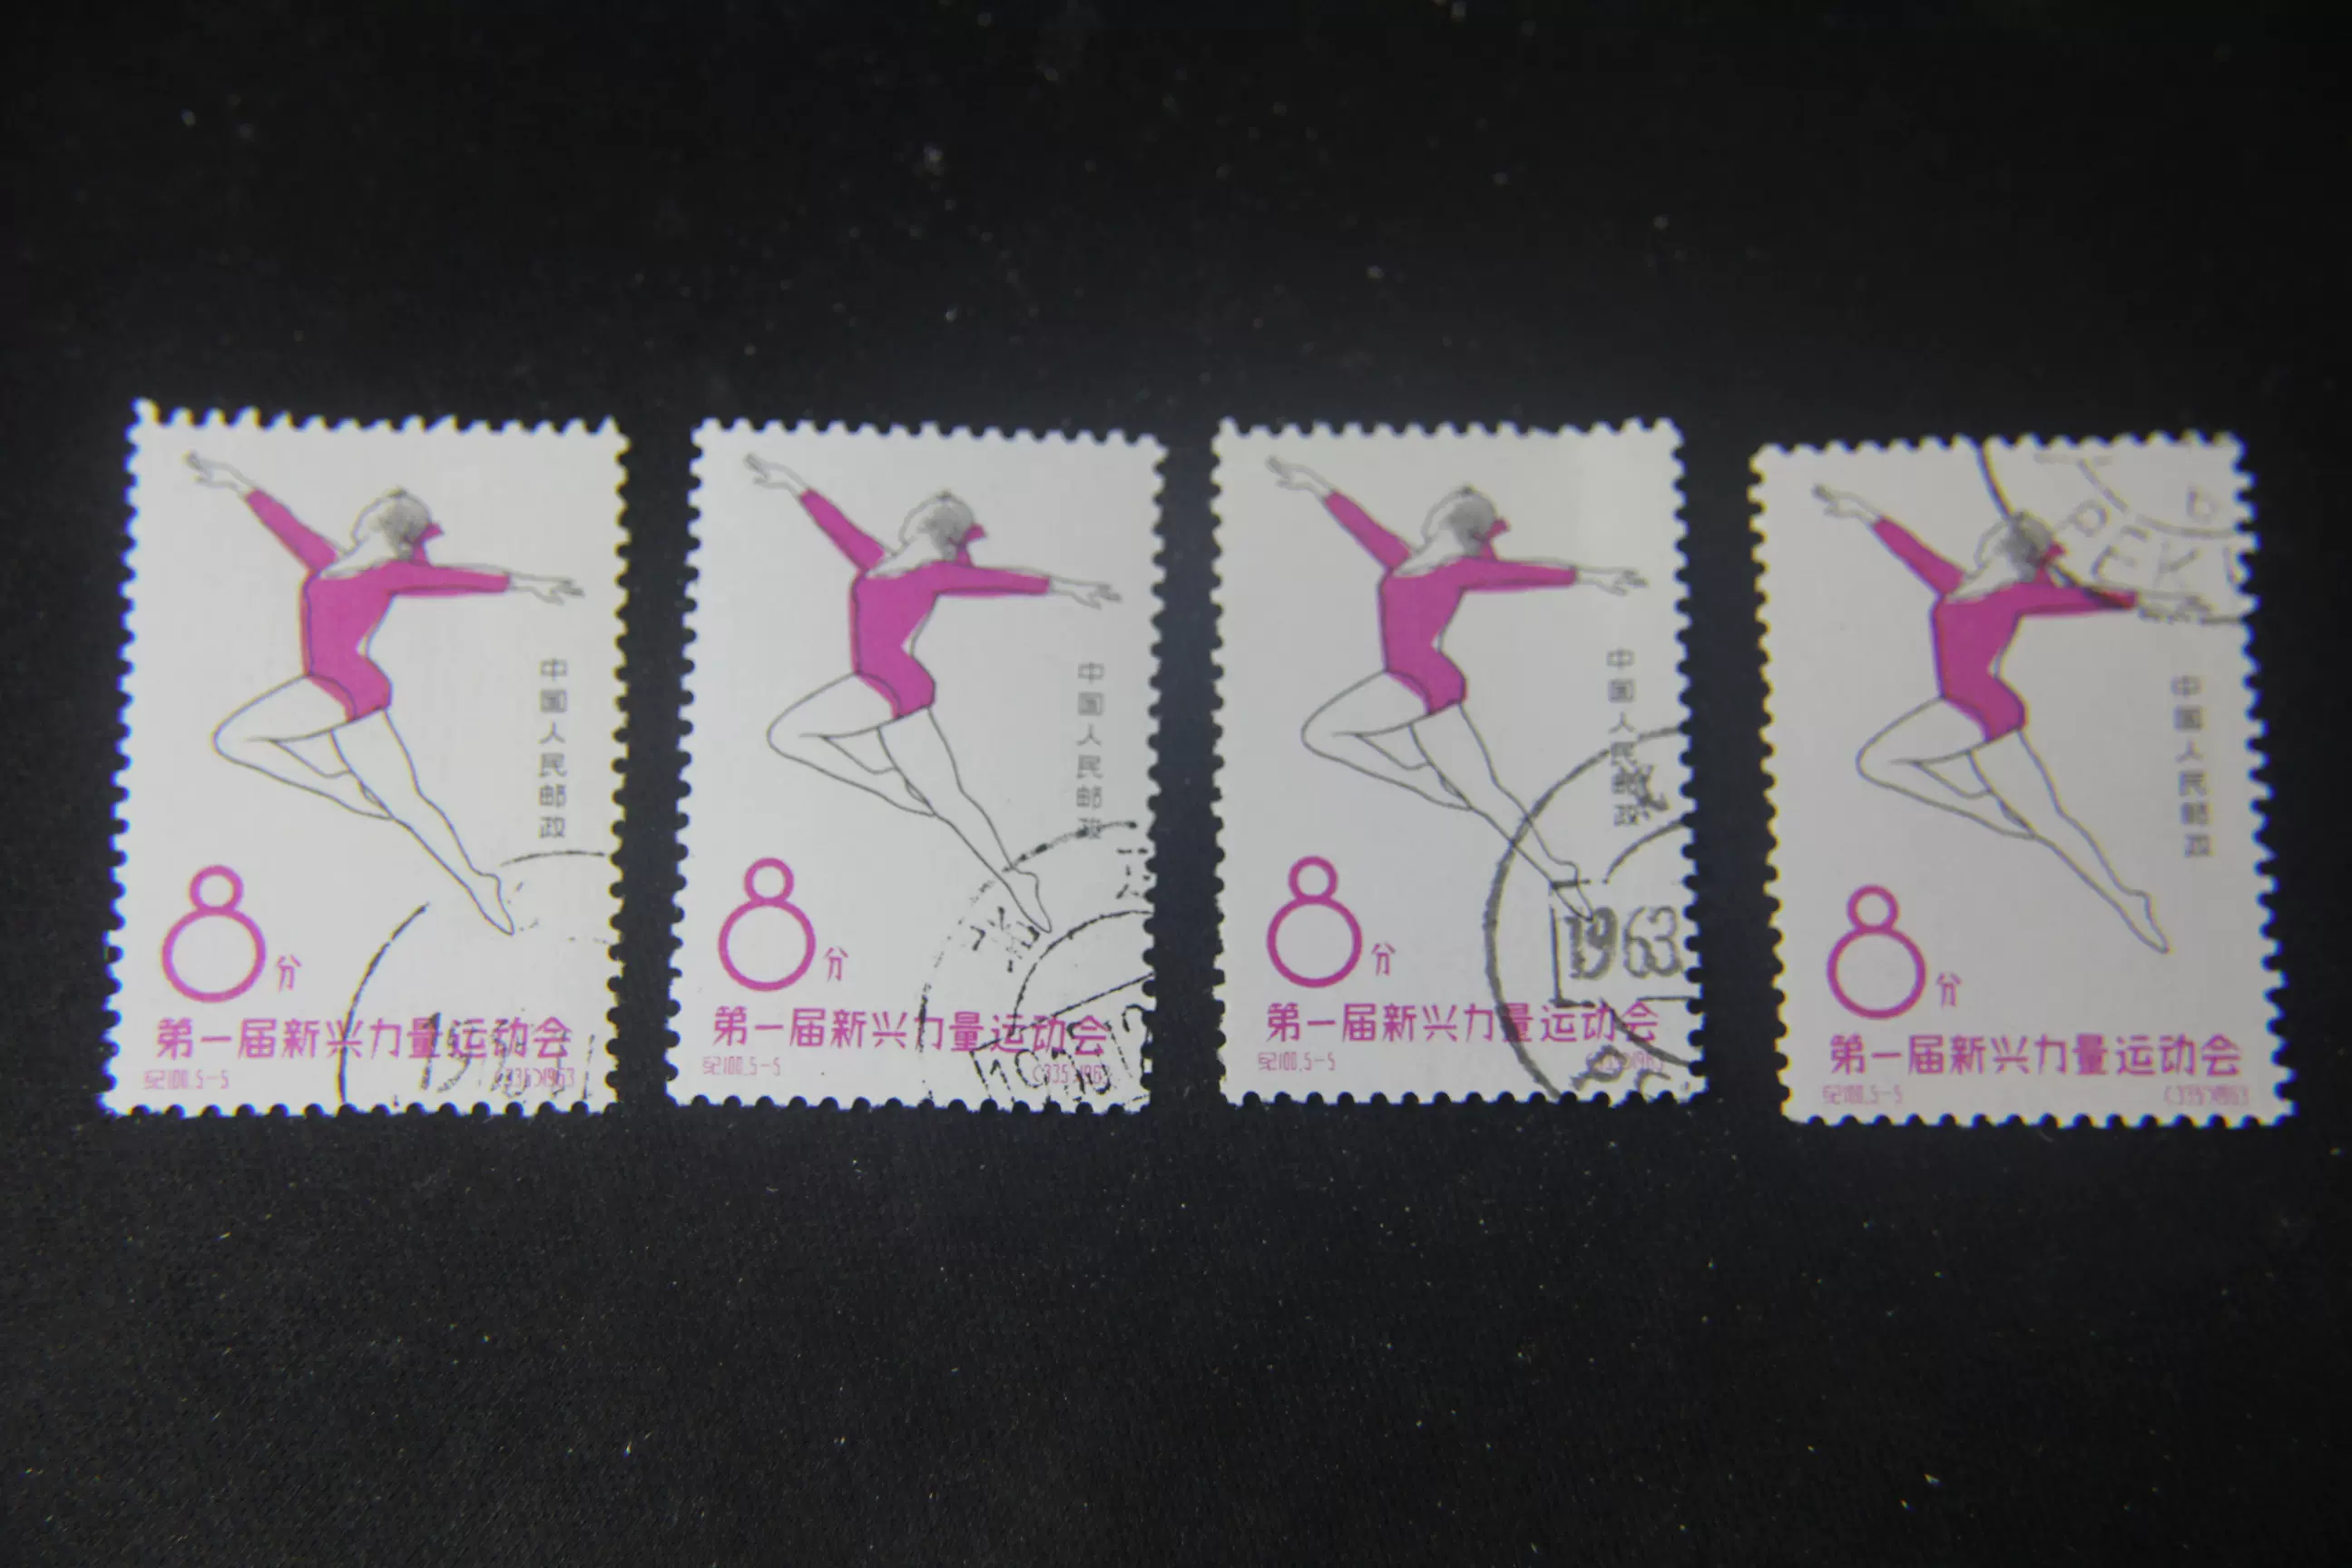 中国人民邮政
8分
第一届新兴力量运动会
纪100.5-5 (335)1963
中国人民邮政
8分
第一届新兴力量运动会
纪100.5-5 (335)1963
中国人民邮政
1963
8分
第一届新兴力量运动会
纪100.5-5 (335)1963
PEK
中国人民邮政
8分
第一届新兴力量运动会
纪100.5-5 (335)1963